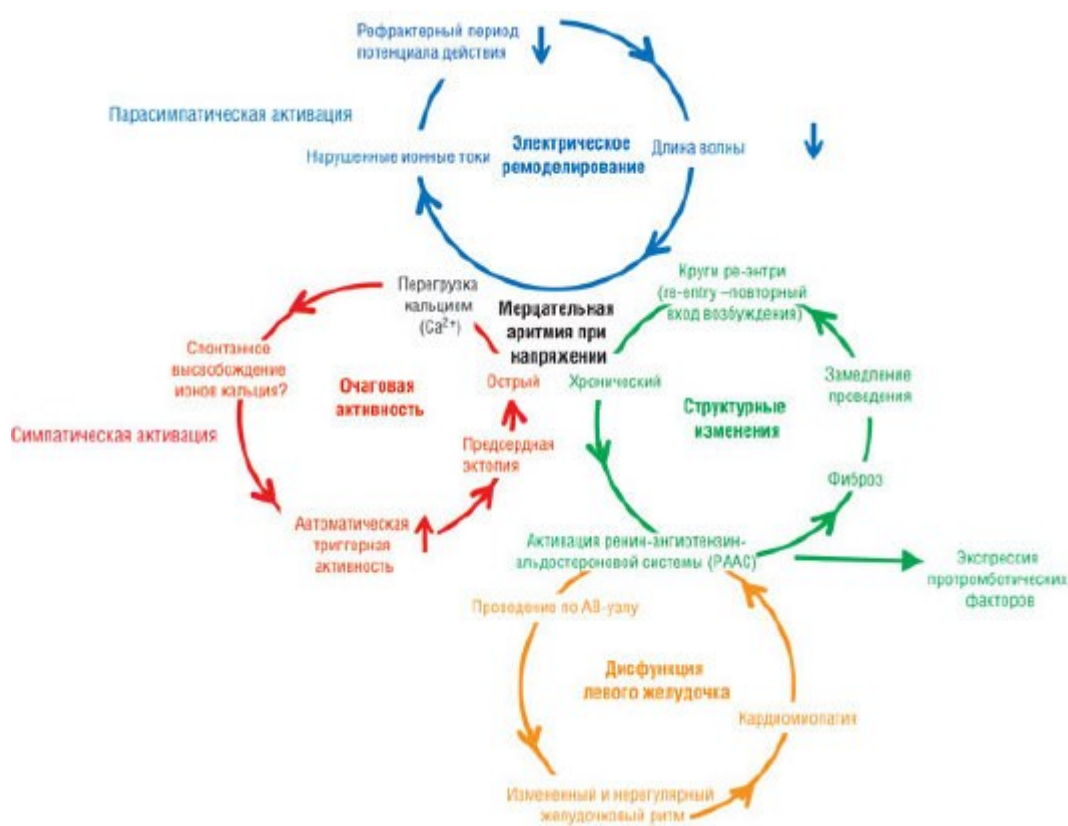 Рефрактерный период
потенциала действия
Парасимпатическая активация
Электрическое
ремоделирование
Длина волны
Нарушенные ионные токи
Перегрузка
кальцием
(Ca²⁺)
Мерцательная
аритмия при
напряжении
Круги ре-энтри
(re-entry –повторный
вход возбуждения)
Спонтанное
высвобождение
ионов кальция?
Очаговая
активность
Острый
Хронический
Замедление
проведения
Структурные
изменения
Симпатическая активация
Предсердная
эктопия
Фиброз
Автоматическая
триггорная
активность
Активация ренин-ангиотензин-
альдостероновой системы (РААС)
Экспрессия
протромботических
факторов
Проведение по АВ-узлу
Дисфункция
левого желудочка
Кардиомиопатия
Измененный и нерегулярный
желудочковый ритм